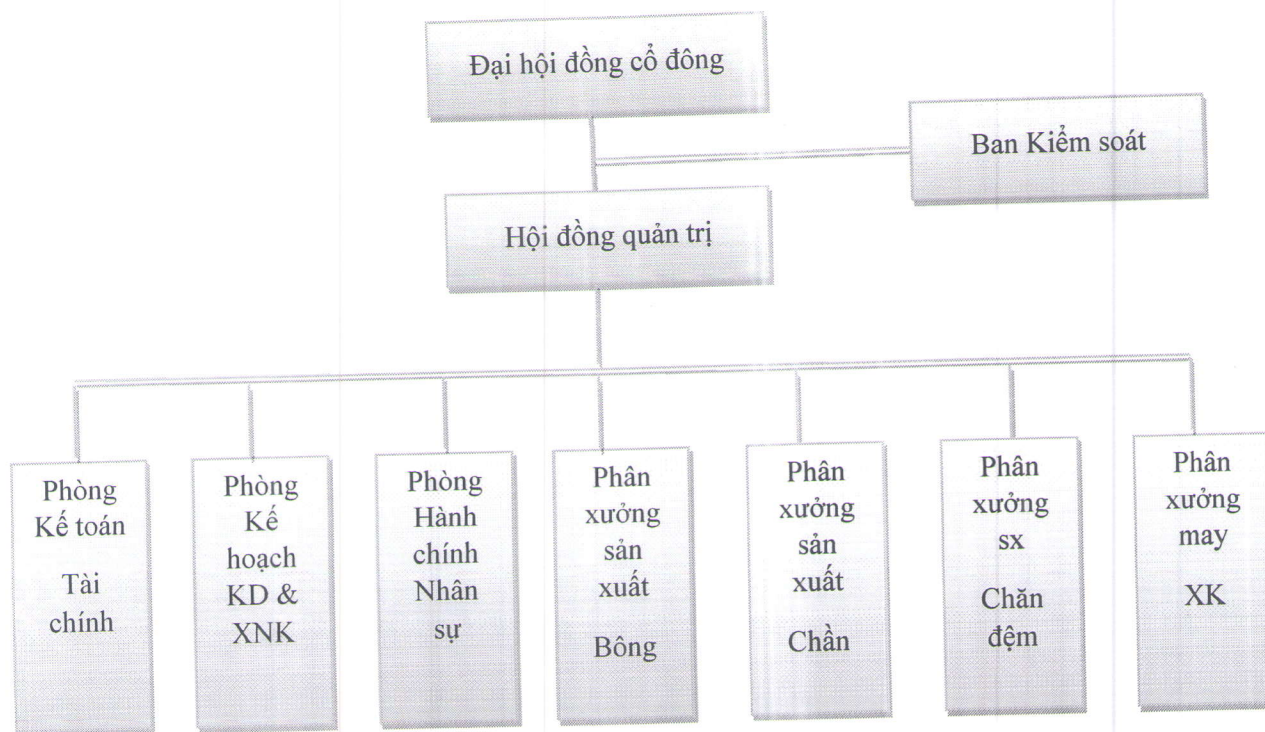 Đại hội đồng cổ đông
Ban Kiểm soát
Hội đồng quản trị
Phòng
Kế toán
Tài
chính
Phòng
Kế
hoạch
KD &
XNK
Phòng
Hành
chính
Nhân
sự
Phân
xưởng
sản
xuất
Bông
Phân
xưởng
sản
xuất
Chần
Phân
xưởng
sx
Chăn
đệm
Phân
xưởng
may
XK